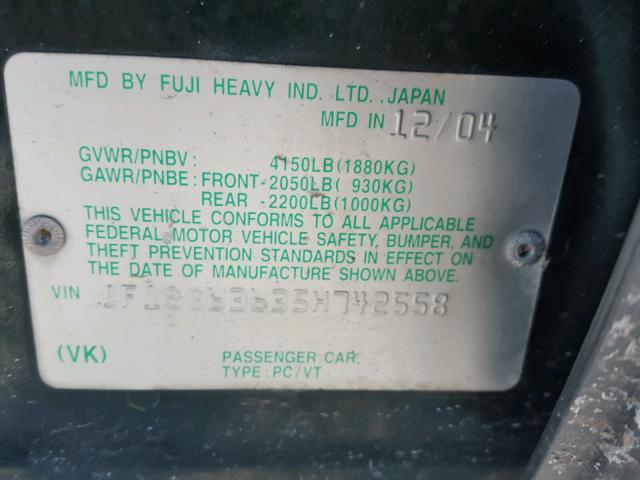 MFD BY FUJI HEAVY IND. LTD., JAPAN
MFD IN 12/04
GVWR/PNBV : 4150LB(1880KG)
GAWR/PNBE : FRONT-2050LB( 930KG)
REAR -2200LB(1000KG)
THIS VEHICLE CONFORMS TO ALL APPLICABLE
FEDERAL MOTOR VEHICLE SAFETY, BUMPER, AND
THEFT PREVENTION STANDARDS IN EFFECT ON
THE DATE OF MANUFACTURE SHOWN ABOVE.
VIN JF1SG63635H742558
(VK) PASSENGER CAR
TYPE : PC/VT